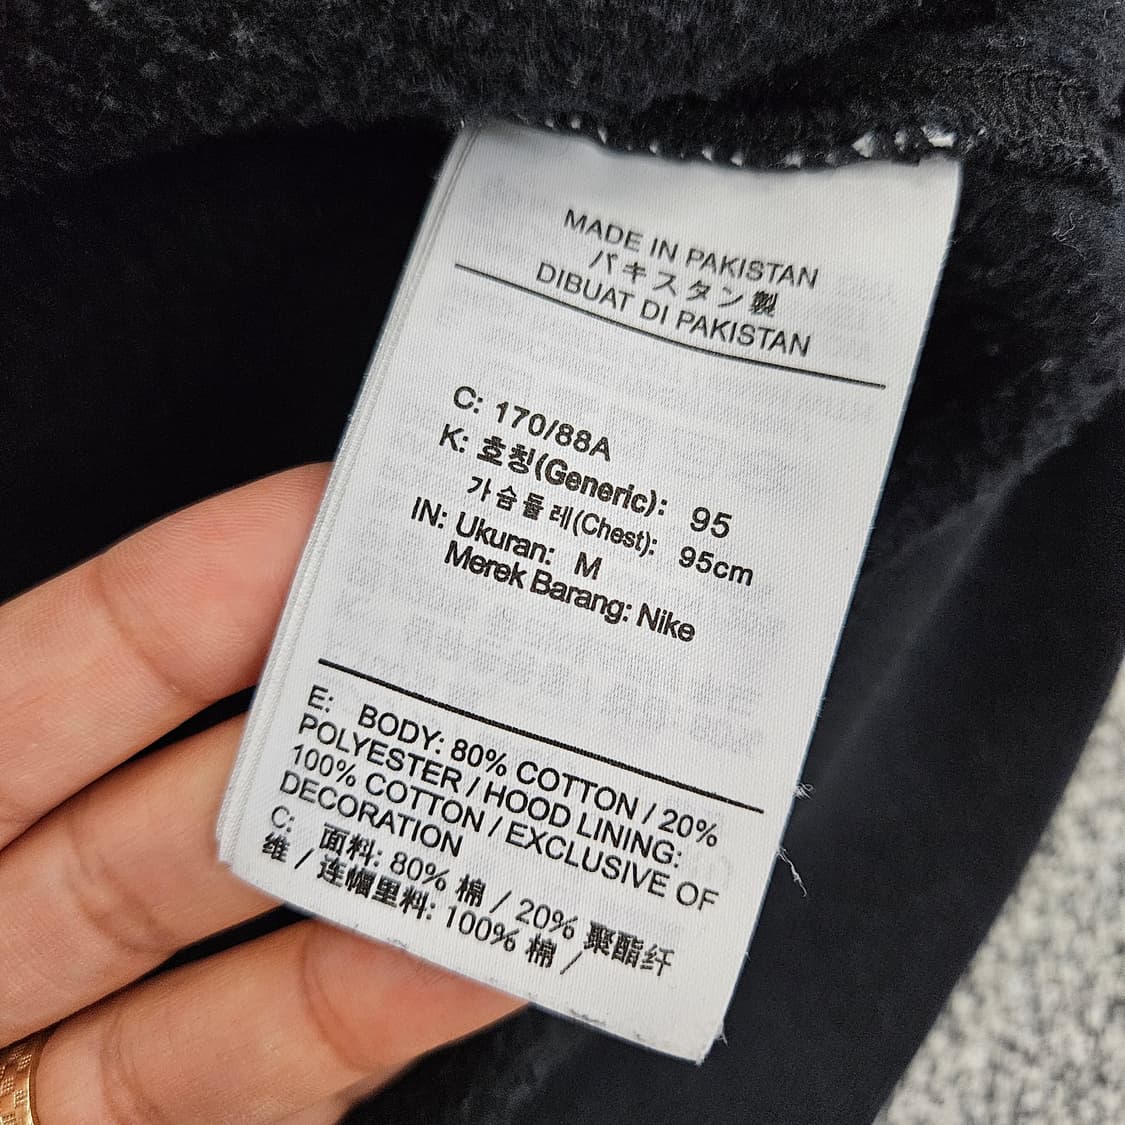 MADE IN PAKISTAN
パキスタン製
DIBUAT DI PAKISTAN
C: 170/88A
K: 호칭(Generic): 95
가슴둘레(Chest): 95cm
IN: Ukuran: M
Merek Barang: Nike
E: BODY: 80% COTTON / 20%
POLYESTER / HOOD LINING:
100% COTTON / EXCLUSIVE OF
DECORATION
C: 面料: 80% 棉 / 20% 聚酯纤
维 / 连帽里料: 100% 棉 /